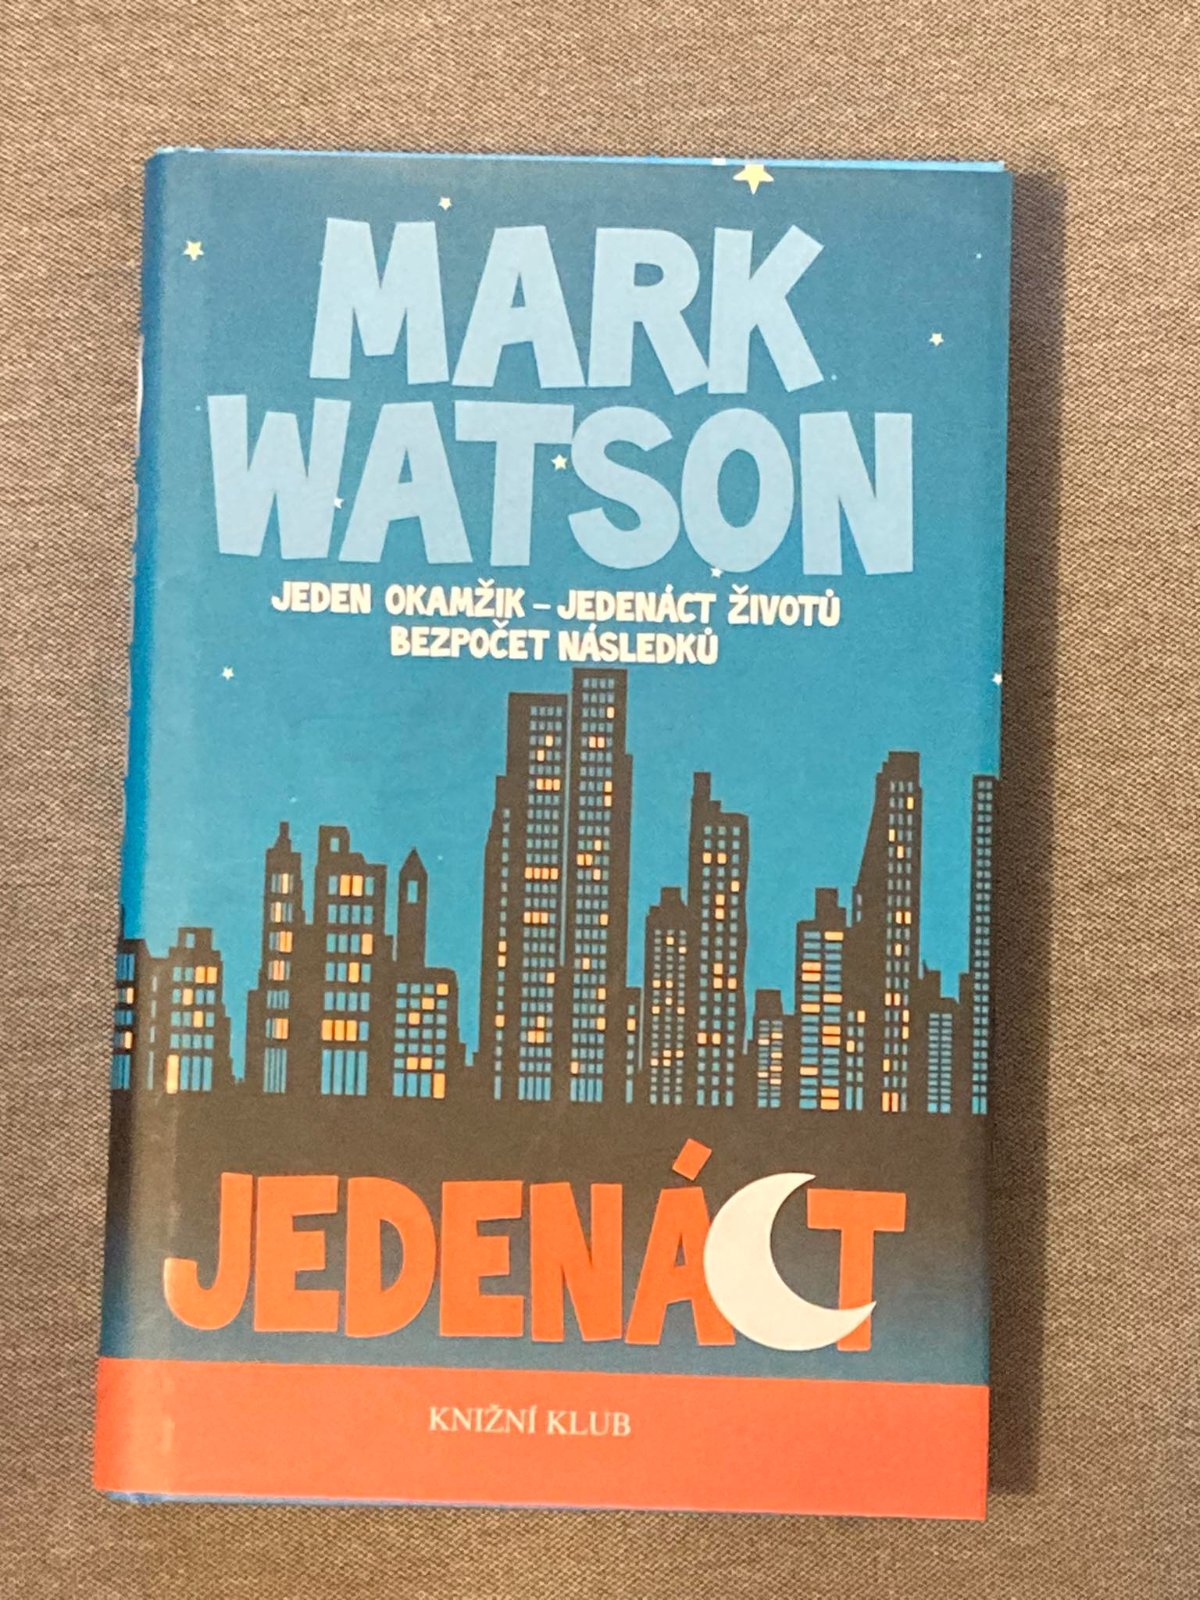 MARK
WATSON
JEDEN OKAMŽIK – JEDENÁCT ŽIVOTŮ
BEZPOČET NÁSLEDKŮ
JEDENÁCT
KNIŽNÍ KLUB